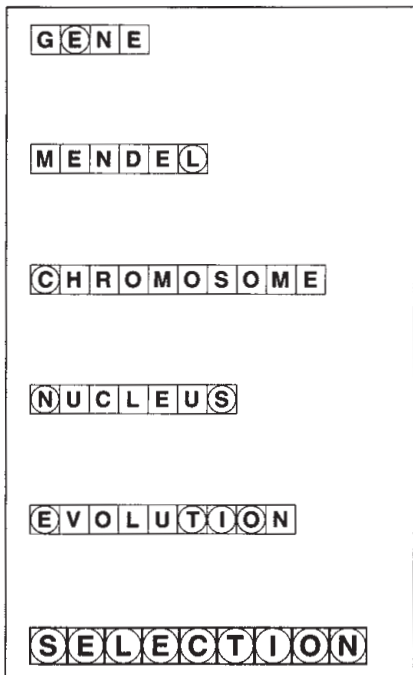 GENE
MENDEL
CHROMOSOME
NUCLEUS
EVOLUTION
SELECTION